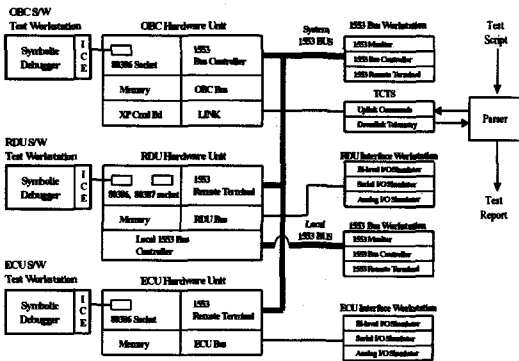 OBC S/W
Test Workstation
Symbolic
Debugger
I
C
E
OBC Hardware Unit
80386 Socket
1553
Bus Controller
Memory
OBC Bus
XP Cmd Bd
LINK
System
1553 BUS
1553 Bus Workstation
1553 Monitor
1553 Bus Controller
1553 Remote Terminal
TCTS
Uplink Commands
Downlink Telemetry
Test
Script
Parser
Test
Report
RDU S/W
Test Workstation
Symbolic
Debugger
I
C
E
RDU Hardware Unit
80386, 80387 socket
1553
Remote Terminal
Memory
RDU Bus
Local 1553 Bus
Controller
RDU Interface Workstation
Bi-level I/O Simulator
Serial I/O Simulator
Analog I/O Simulator
Local
1553 BUS
1553 Bus Workstation
1553 Monitor
1553 Bus Controller
1553 Remote Terminal
ECU S/W
Test Workstation
Symbolic
Debugger
I
C
E
ECU Hardware Unit
80386 Socket
1553
Remote Terminal
Memory
ECU Bus
ECU Interface Workstation
Bi-level I/O Simulator
Serial I/O Simulator
Analog I/O Simulator